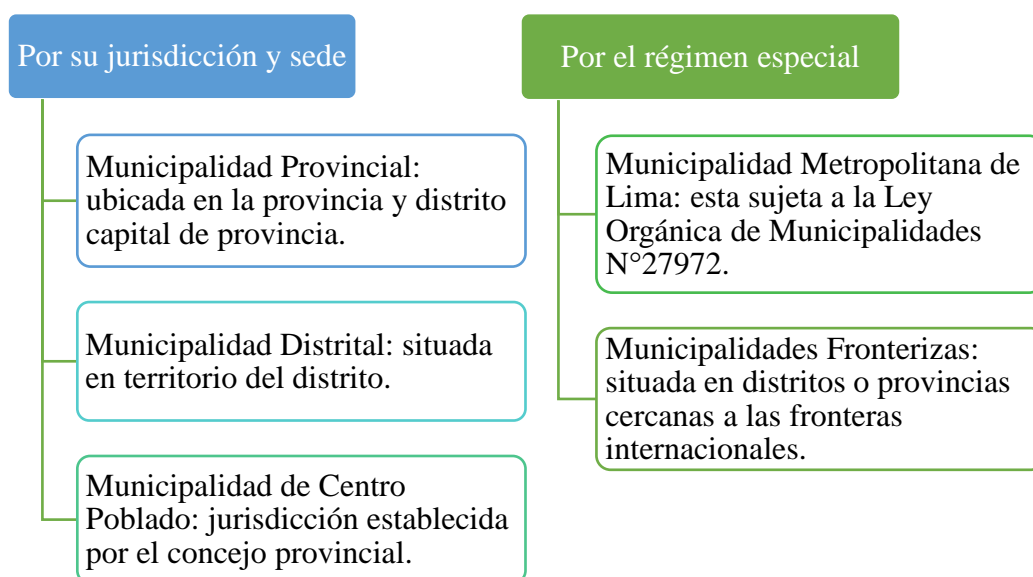 Por su jurisdicción y sede
Municipalidad Provincial:
ubicada en la provincia y distrito
capital de provincia.
Municipalidad Distrital: situada
en territorio del distrito.
Municipalidad de Centro
Poblado: jurisdicción establecida
por el concejo provincial.
Por el régimen especial
Municipalidad Metropolitana de
Lima: esta sujeta a la Ley
Orgánica de Municipalidades
N°27972.
Municipalidades Fronterizas:
situada en distritos o provincias
cercanas a las fronteras
internacionales.